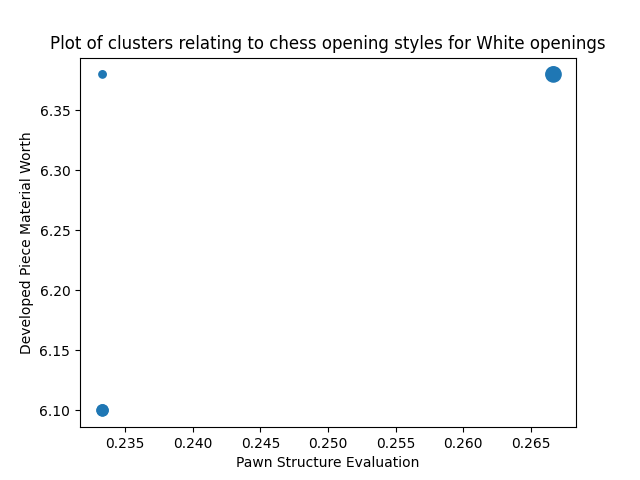 Plot of clusters relating to chess opening styles for White openings
Developed Piece Material Worth
6.35
6.30
6.25
6.20
6.15
6.10
0.235 0.240 0.245 0.250 0.255 0.260 0.265
Pawn Structure Evaluation